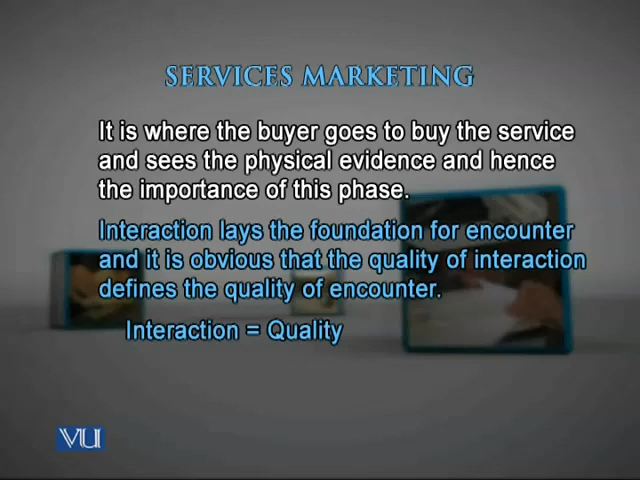 SERVICES MARKETING
It is where the buyer goes to buy the service
and sees the physical evidence and hence
the importance of this phase.
Interaction lays the foundation for encounter
and it is obvious that the quality of interaction
defines the quality of encounter.
Interaction = Quality
VU